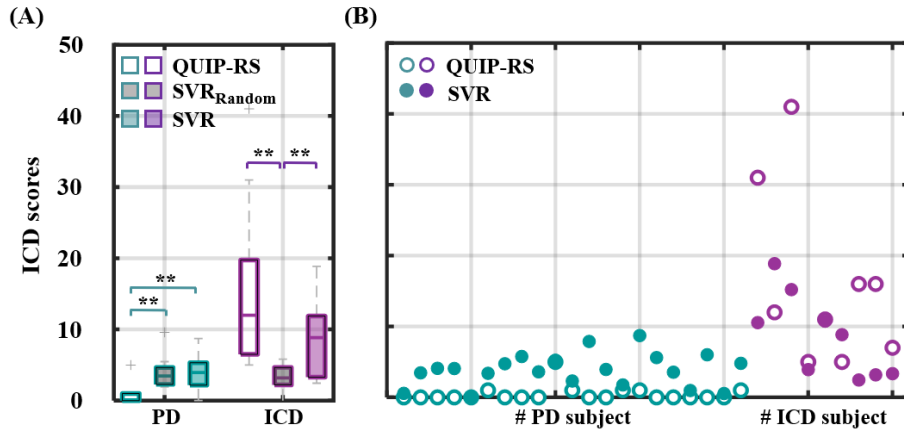 (A)
(B)
50
40
30
20
10
0
ICD scores
QUIP-RS
SVRRandom
SVR
**
**
**
**
PD
ICD
QUIP-RS
SVR
# PD subject
# ICD subject